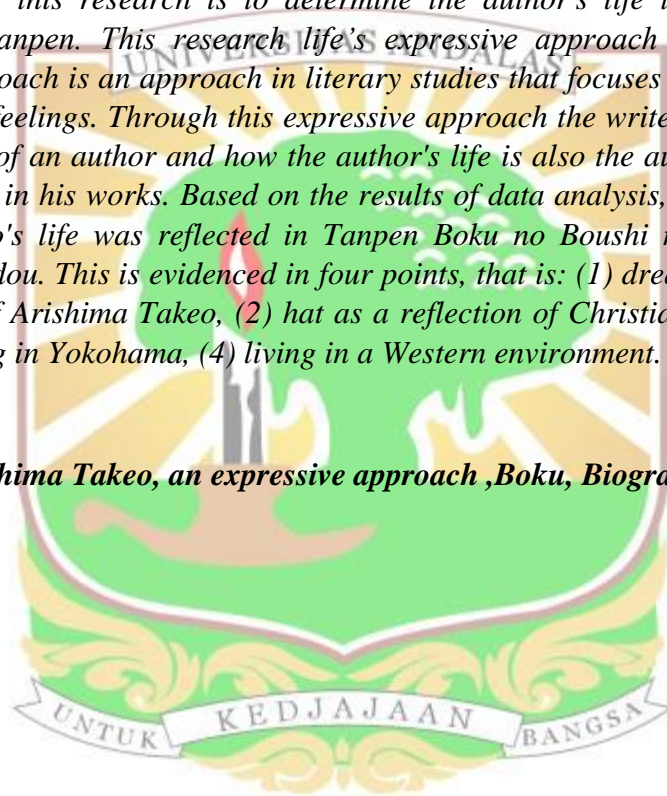 this research is to determine the author's life
anpen. This research life's expressive approach
UNIVERSITAS ANDALAS
oach is an approach in literary studies that focuses
feelings. Through this expressive approach the write
of an author and how the author's life is also the au
in his works. Based on the results of data analysis,
o's life was reflected in Tanpen Boku no Boushi
dou. This is evidenced in four points, that is: (1) drea
f Arishima Takeo, (2) hat as a reflection of Christia
g in Yokohama, (4) living in a Western environment.
hima Takeo, an expressive approach ,Boku, Biogra
UNTUK KEDJAJAAN BANGSA